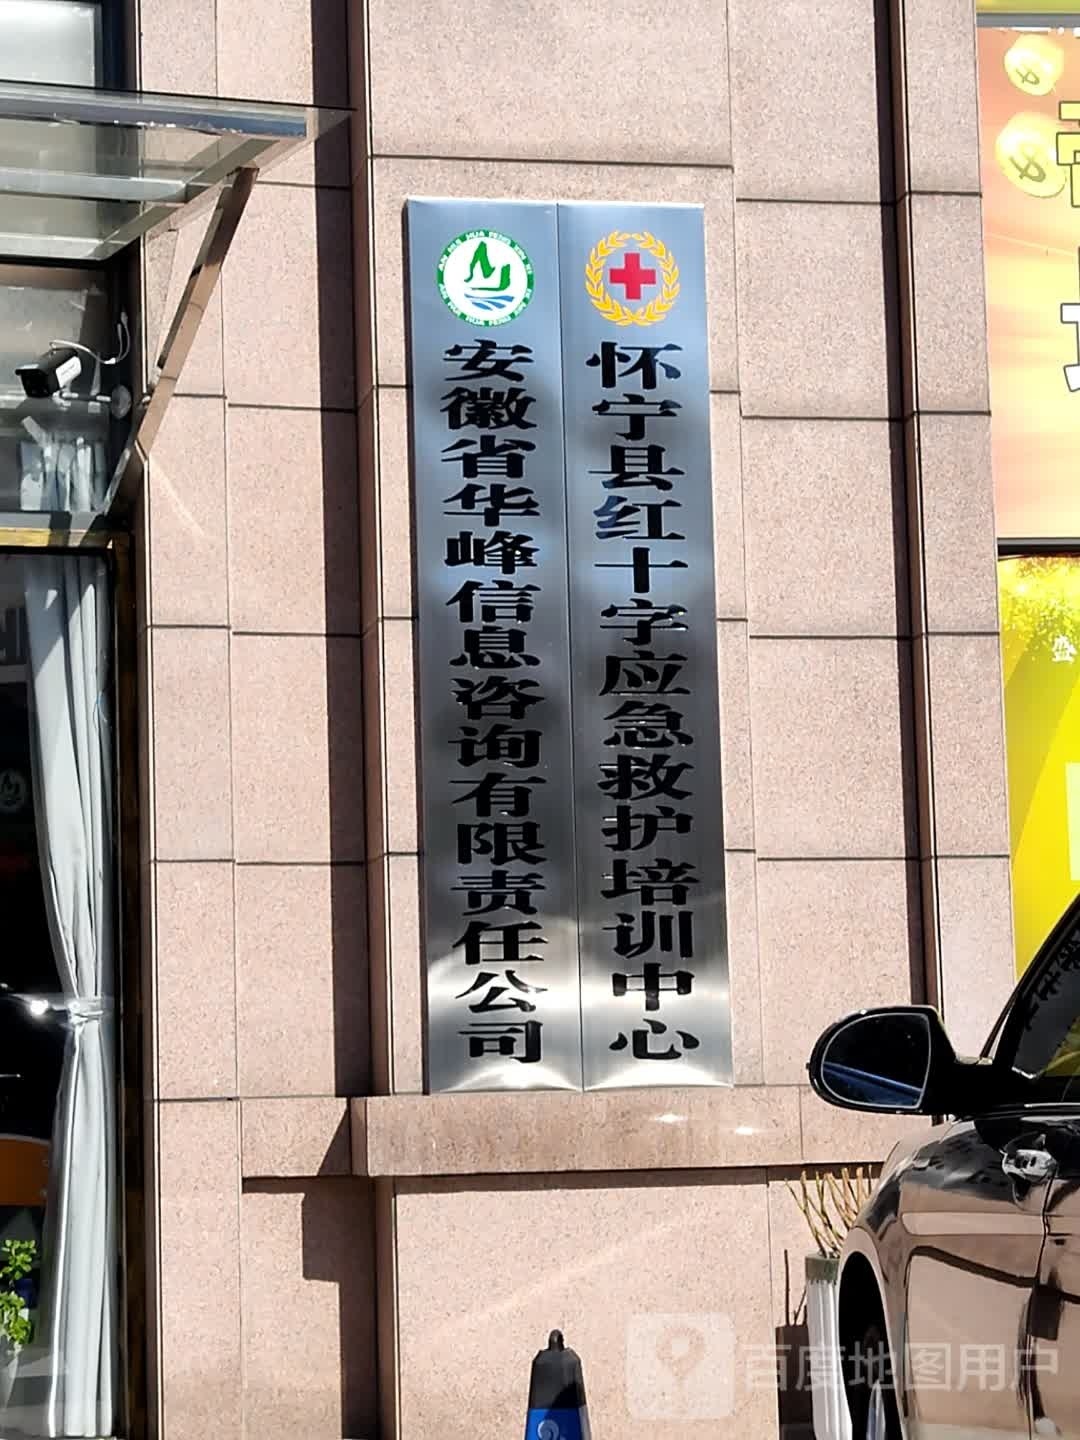 怀宁县红十字应急救护培训中心
安徽省华峰信息咨询有限责任公司
百度地图用户